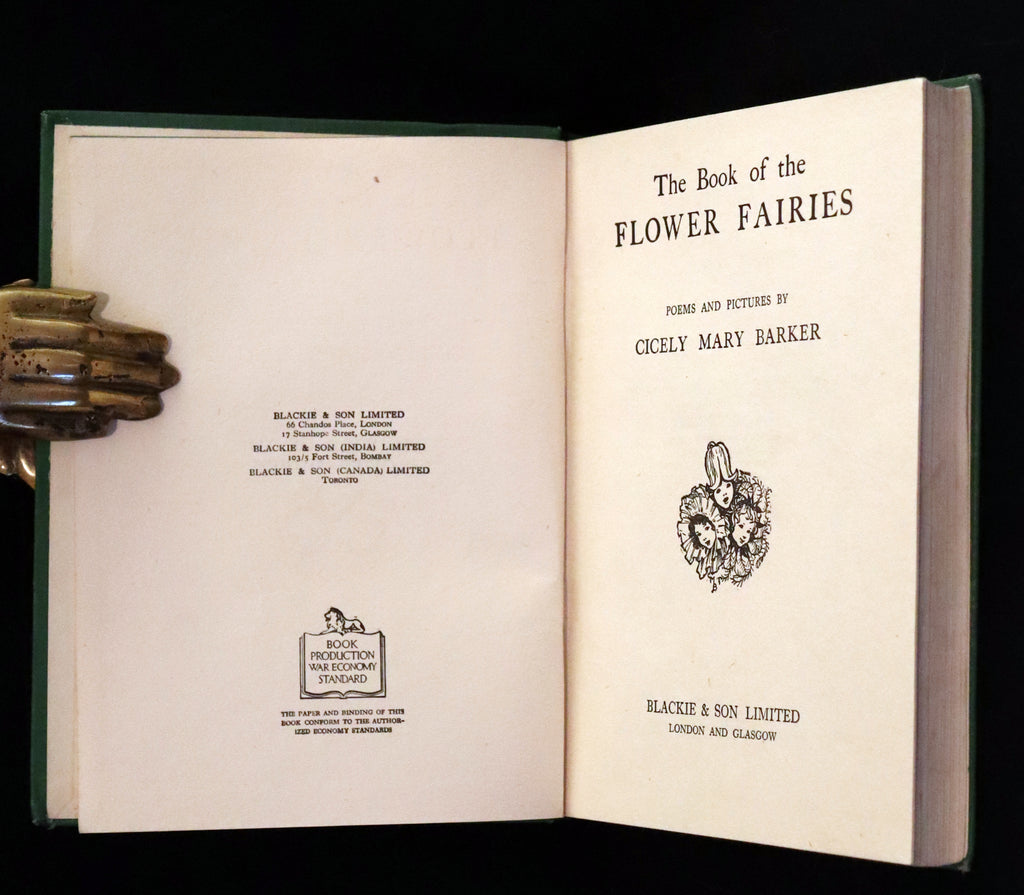 BLACKIE & SON LIMITED
66 Chandos Place, LONDON
17 Stanhope Street, GLASGOW
BLACKIE & SON (INDIA) LIMITED
103/5 Fort Street, BOMBAY
BLACKIE & SON (CANADA) LIMITED
TORONTO
BOOK
PRODUCTION
WAR ECONOMY
STANDARD
THE PAPER AND BINDING OF THIS
BOOK CONFORM TO THE AUTHOR-
IZED ECONOMY STANDARDS
The Book of the
FLOWER FAIRIES
POEMS AND PICTURES BY
CICELY MARY BARKER
BLACKIE & SON LIMITED
LONDON AND GLASGOW